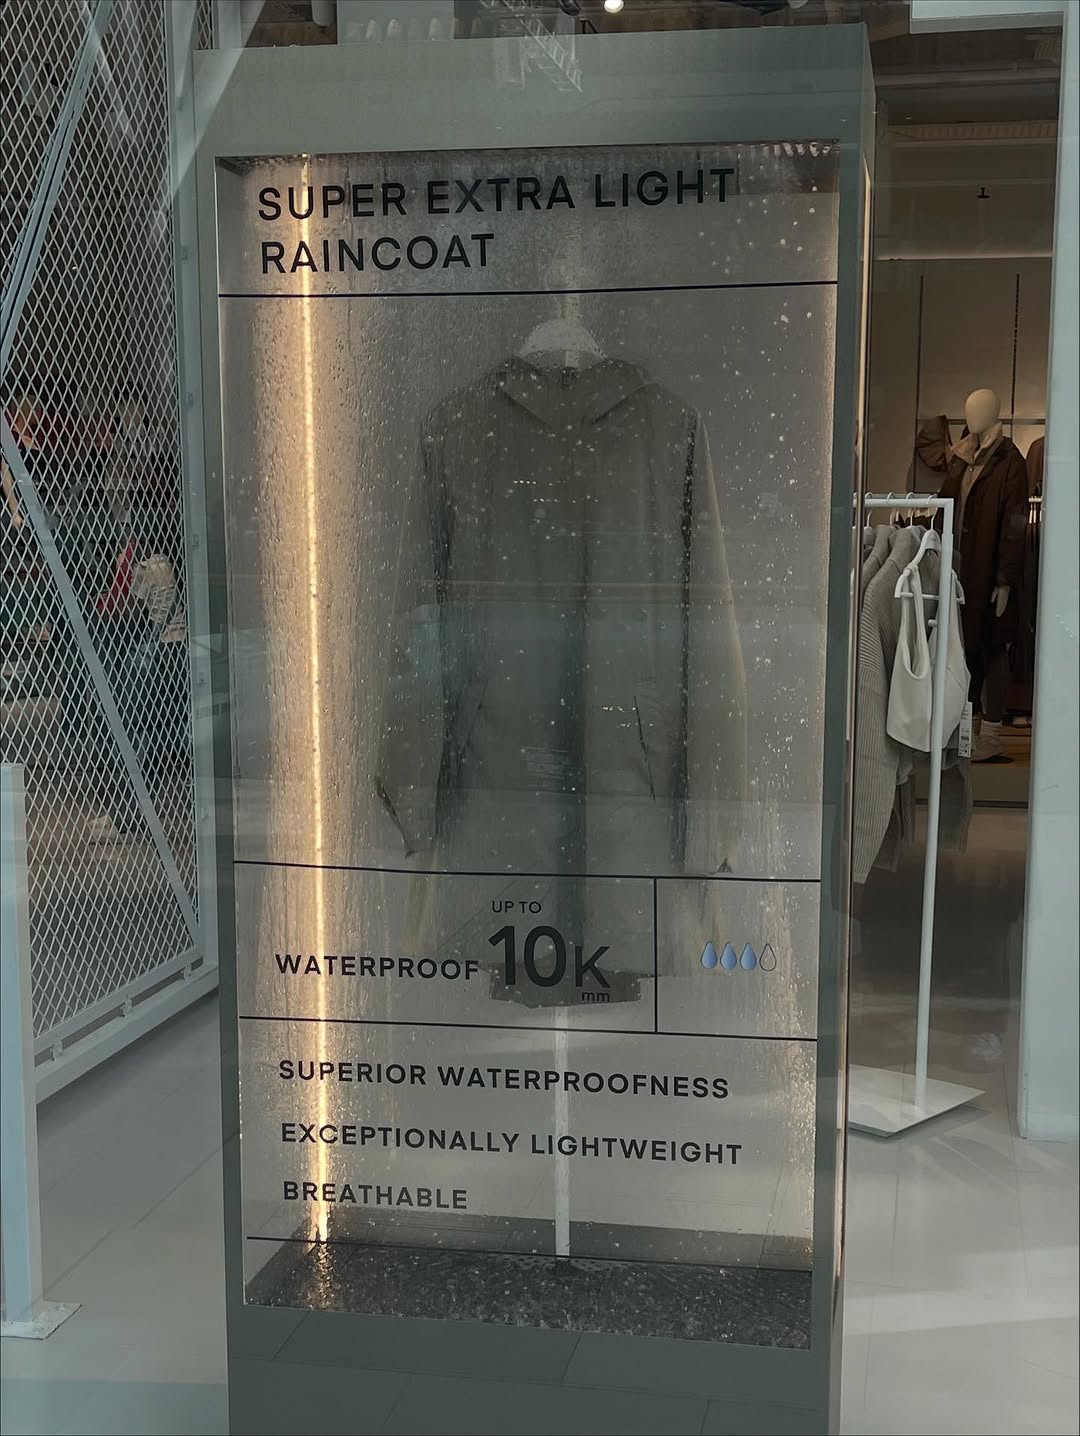 SUPER EXTRA LIGHT
RAINCOAT
UP TO
WATERPROOF 10K
mm
SUPERIOR WATERPROOFNESS
EXCEPTIONALLY LIGHTWEIGHT
BREATHABLE